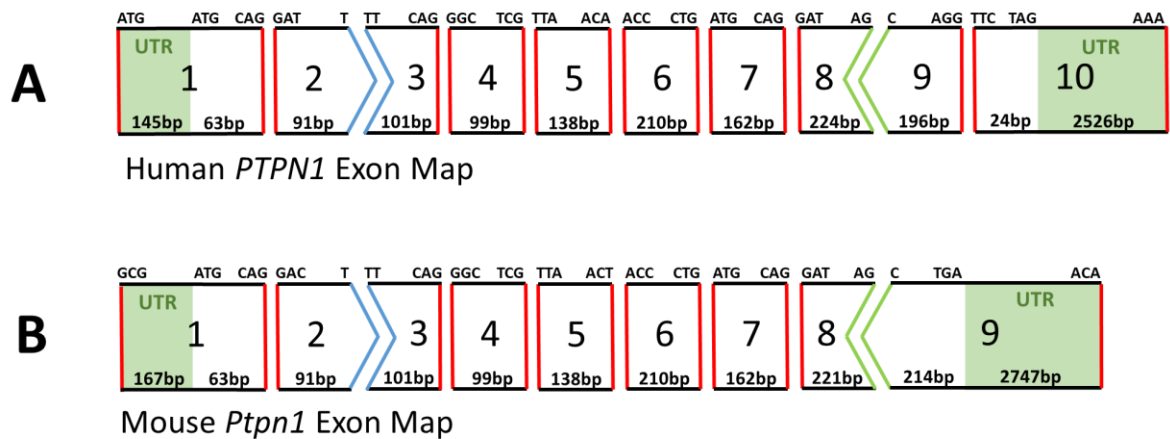 ATG ATG CAG GAT T TT CAG GGC TCG TTA ACA ACC CTG ATG CAG GAT AG C AGG TTC TAG AAA
UTR UTR
A 1 2 3 4 5 6 7 8 9 10
145bp 63bp 91bp 101bp 99bp 138bp 210bp 162bp 224bp 196bp 24bp 2526bp
Human PTPN1 Exon Map
GCG ATG CAG GAC T TT CAG GGC TCG TTA ACT ACC CTG ATG CAG GAT AG C TGA ACA
UTR UTR
B 1 2 3 4 5 6 7 8 9
167bp 63bp 91bp 101bp 99bp 138bp 210bp 162bp 221bp 214bp 2747bp
Mouse Ptpn1 Exon Map